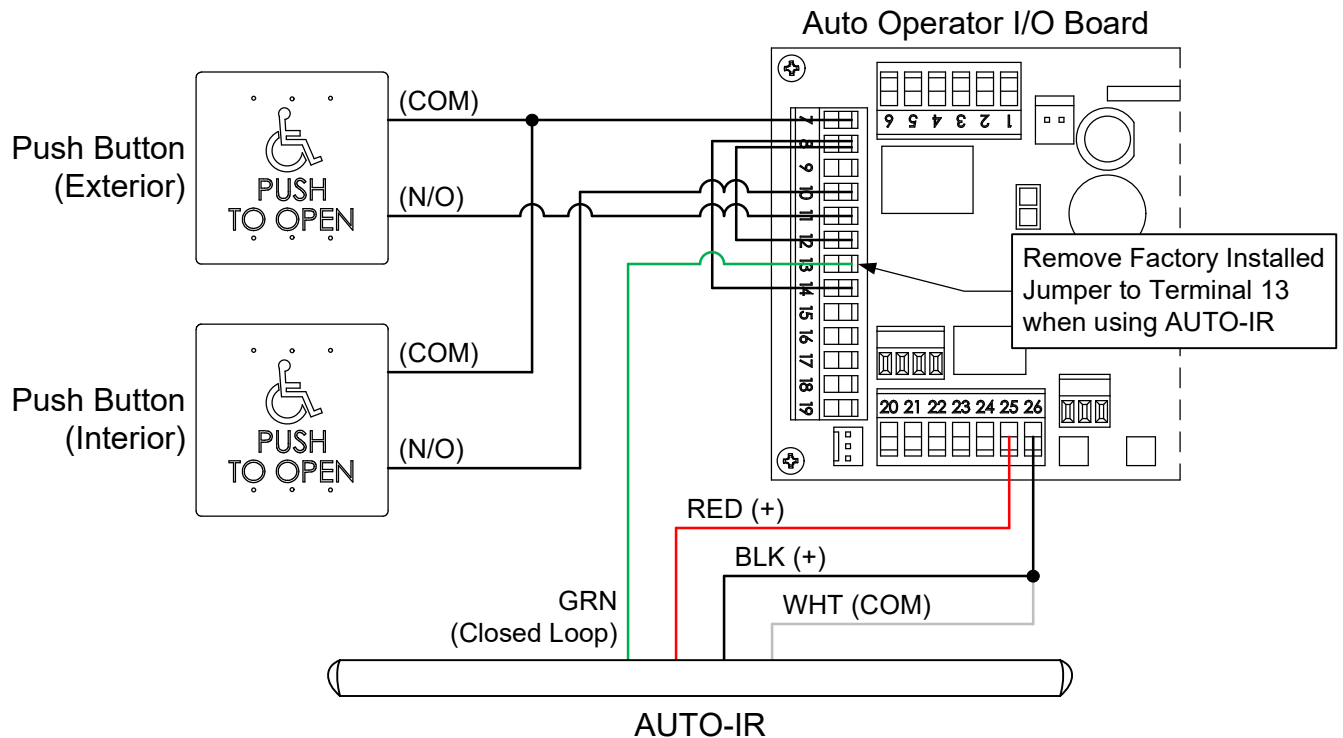 Auto Operator I/O Board
Push Button
(Exterior)
PUSH
TO OPEN
(COM)
(N/O)
Push Button
(Interior)
PUSH
TO OPEN
(COM)
(N/O)
6 5 4 3 2 1
7
8
9
10
11
12
13
14
15
16
17
18
19
Remove Factory Installed
Jumper to Terminal 13
when using AUTO-IR
20 21 22 23 24 25 26
RED (+)
BLK (+)
WHT (COM)
GRN
(Closed Loop)
AUTO-IR